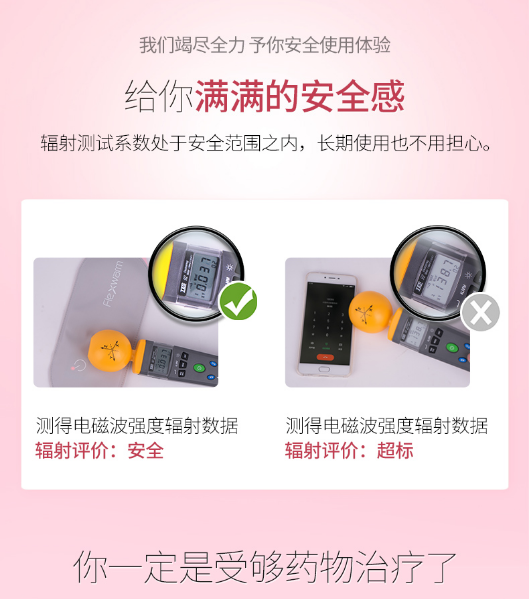 我们竭尽全力 予你安全使用体验
给你满满的安全感
辐射测试系数处于安全范围之内，长期使用也不用担心。
测得电磁波强度辐射数据
辐射评价：安全
测得电磁波强度辐射数据
辐射评价：超标
你一定是受够药物治疗了